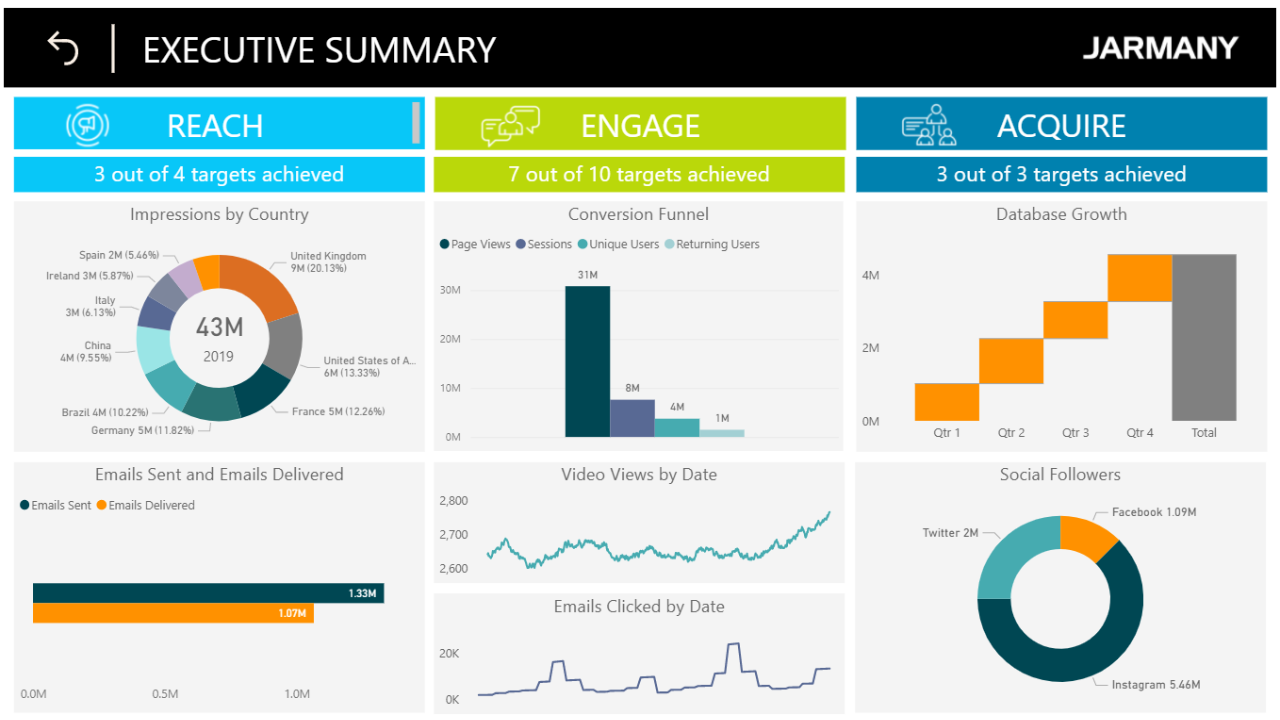 EXECUTIVE SUMMARY
JARMANY
REACH
3 out of 4 targets achieved
ENGAGE
7 out of 10 targets achieved
ACQUIRE
3 out of 3 targets achieved
Impressions by Country
Spain 2M (5.46%)
Ireland 3M (5.87%)
Italy
3M (6.13%)
China
4M (9.55%)
Brazil 4M (10.22%)
Germany 5M (11.82%)
United Kingdom
9M (20.13%)
United States of A...
6M (13.33%)
France 5M (12.26%)
43M
2019
Conversion Funnel
Page Views Sessions Unique Users Returning Users
30M
20M
10M
0M
31M
8M
4M
1M
Database Growth
4M
2M
0M
Qtr 1 Qtr 2 Qtr 3 Qtr 4 Total
Emails Sent and Emails Delivered
Emails Sent Emails Delivered
1.33M
1.07M
0.0M 0.5M 1.0M
Video Views by Date
2,800
2,700
2,600
Emails Clicked by Date
20K
0K
Social Followers
Facebook 1.09M
Twitter 2M
Instagram 5.46M